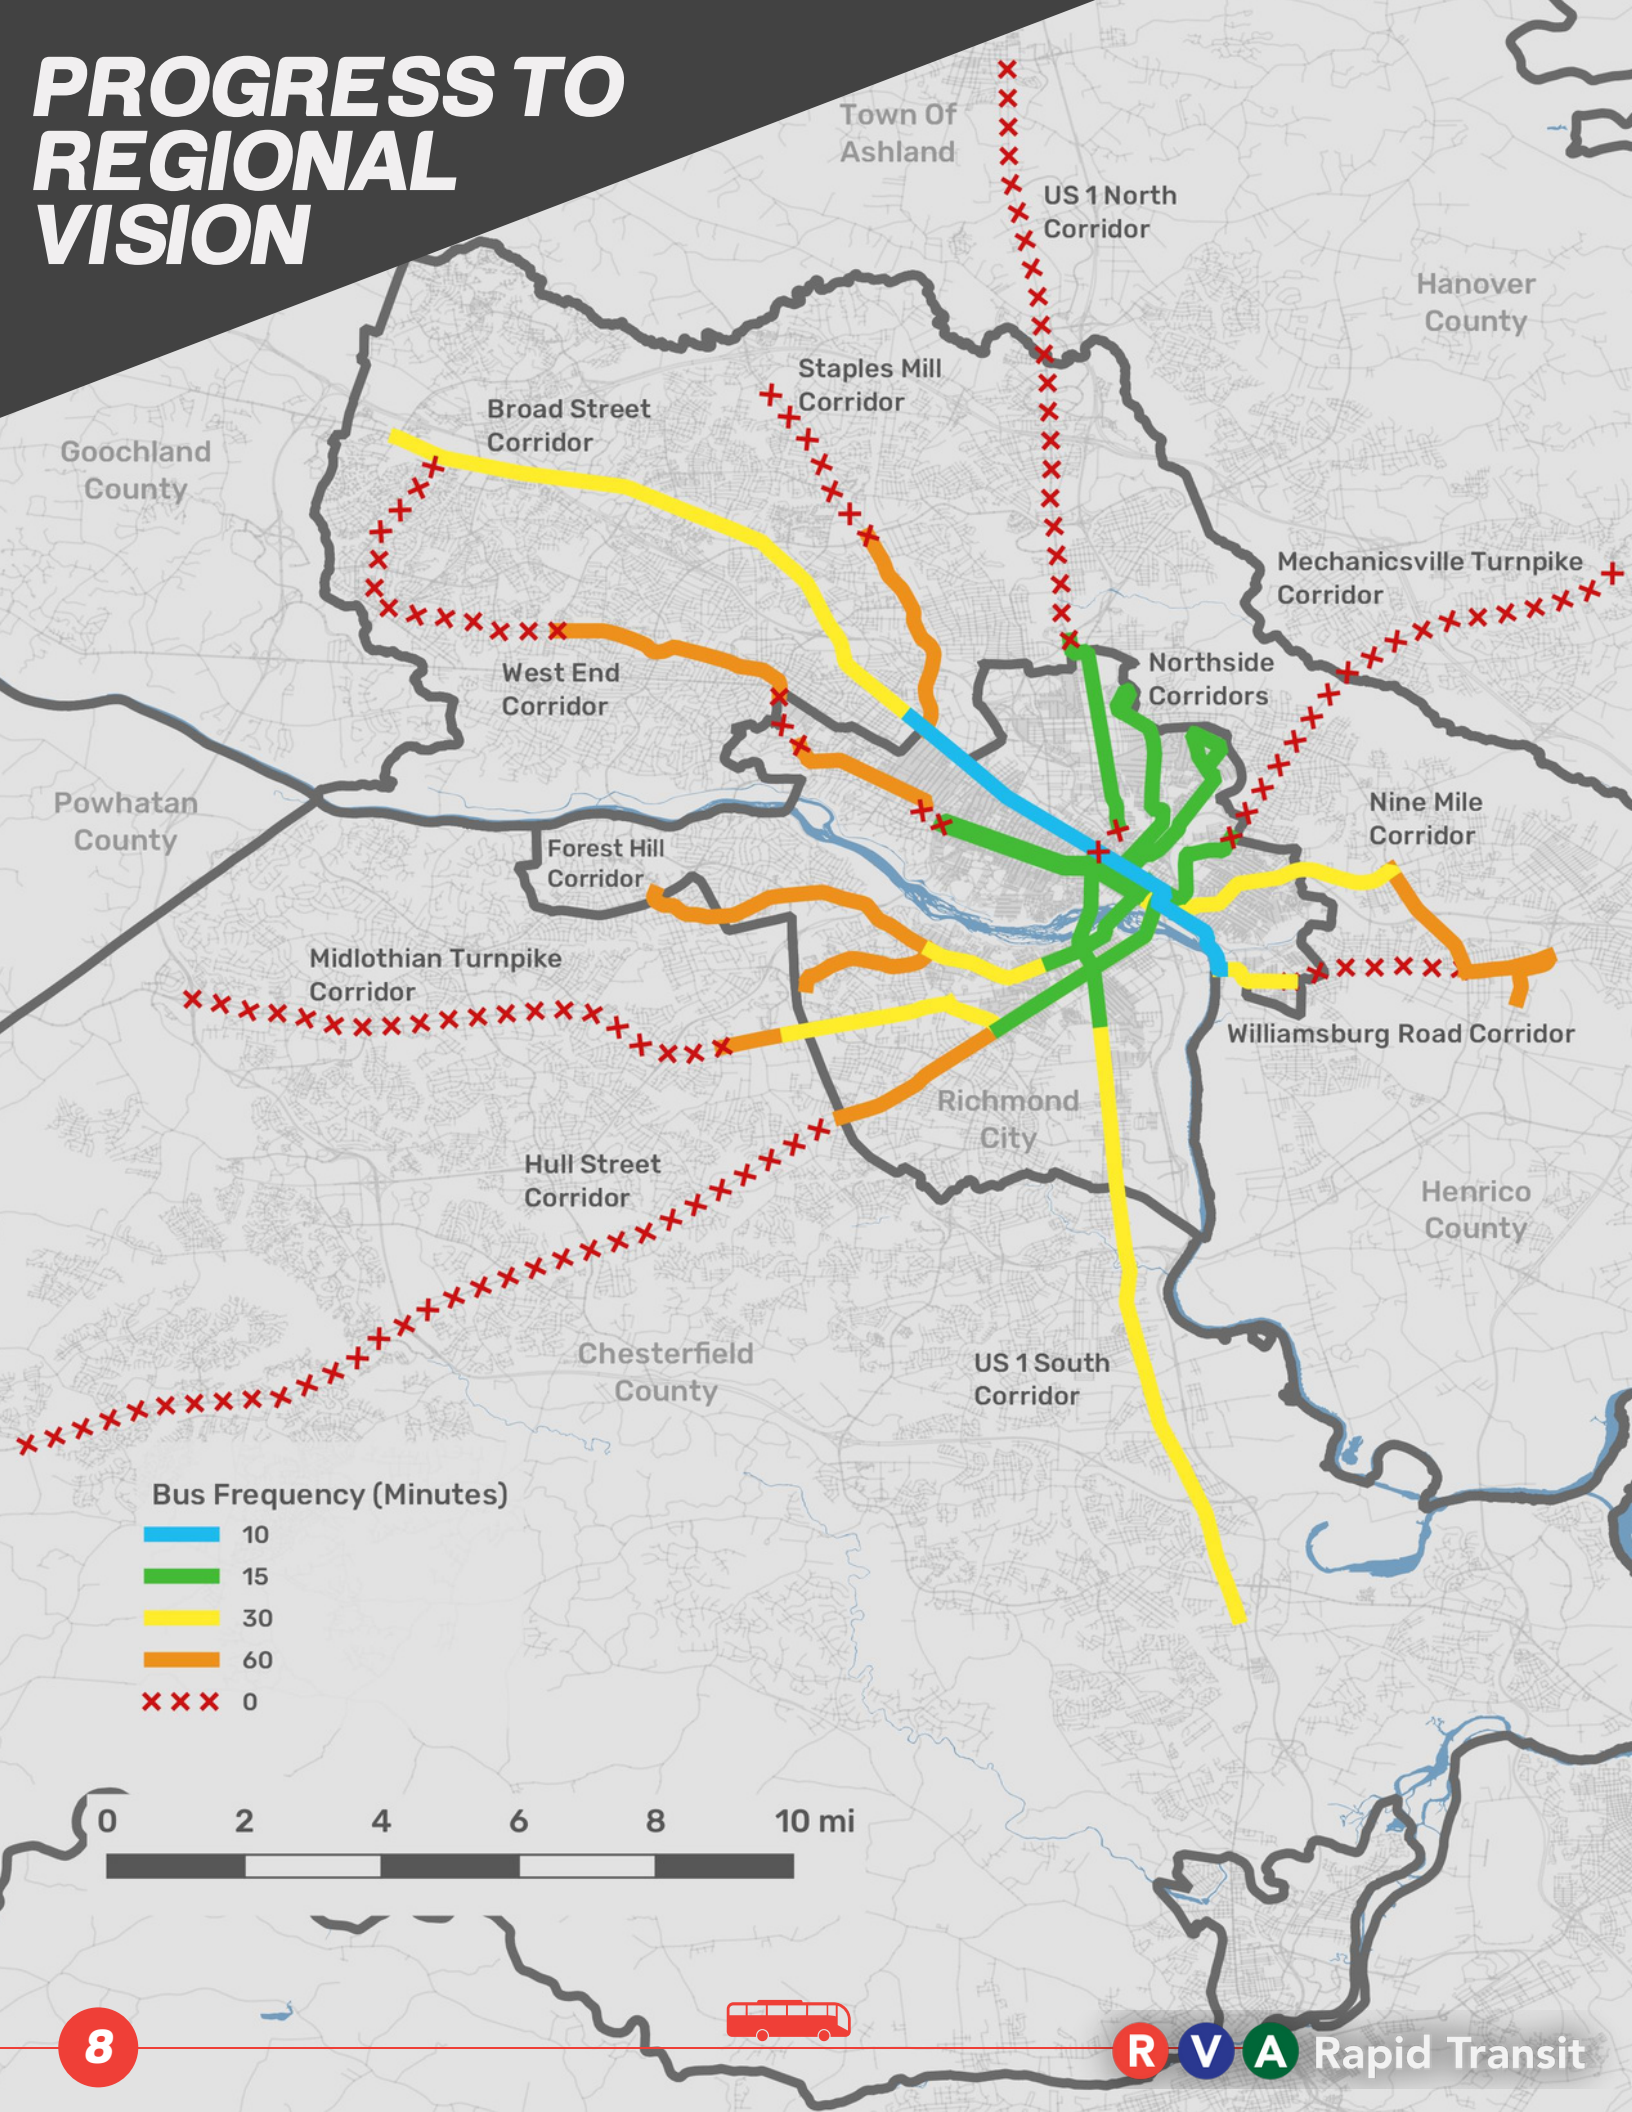 PROGRESS TO
REGIONAL
VISION
Town Of
Ashland
US 1 North
Corridor
Hanover
County
Staples Mill
Corridor
Broad Street
Corridor
Goochland
County
Mechanicsville Turnpike
Corridor
West End
Corridor
Northside
Corridors
Powhatan
County
Nine Mile
Corridor
Forest Hill
Corridor
Midlothian Turnpike
Corridor
Williamsburg Road Corridor
Richmond
City
Hull Street
Corridor
Henrico
County
Chesterfield
County
US 1 South
Corridor
Bus Frequency (Minutes)
10
15
30
60
0
0 2 4 6 8 10 mi
8
R V A Rapid Transit